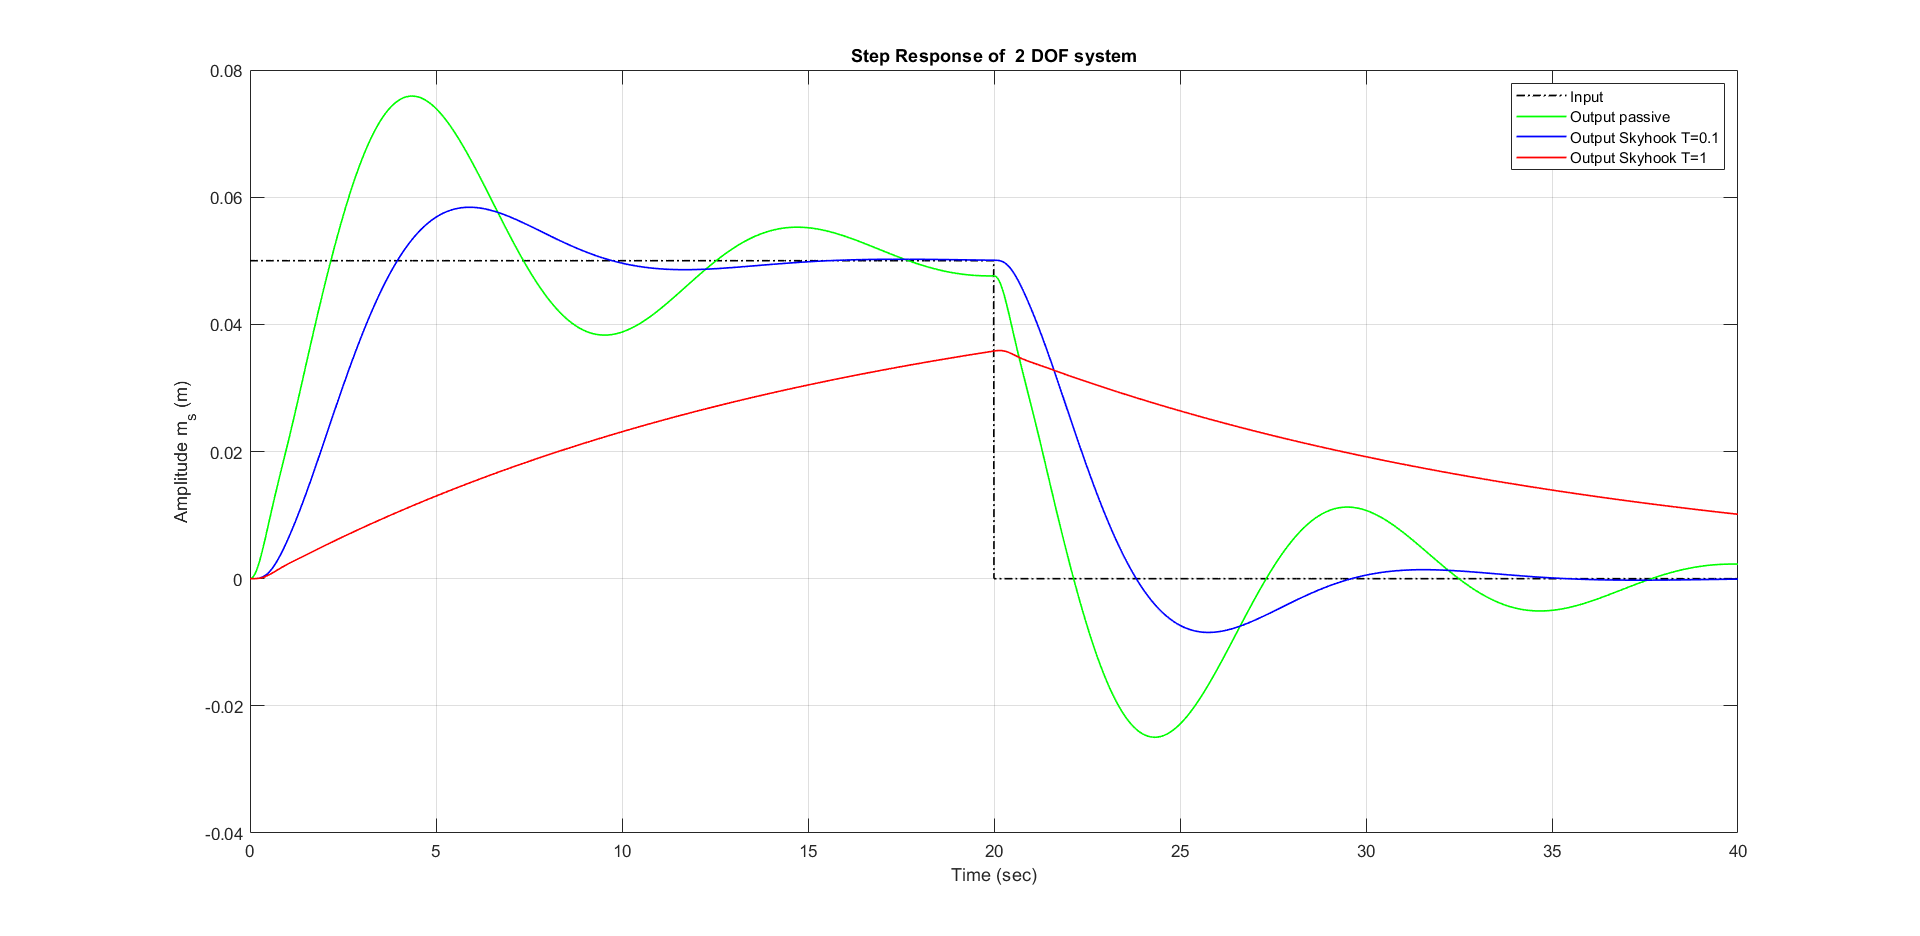 Step Response of  2 DOF system
Input
Output passive
Output Skyhook T=0.1
Output Skyhook T=1
0.08
0.06
0.04
0.02
0
-0.02
-0.04
Amplitude m_s (m)
0 5 10 15 20 25 30 35 40
Time (sec)